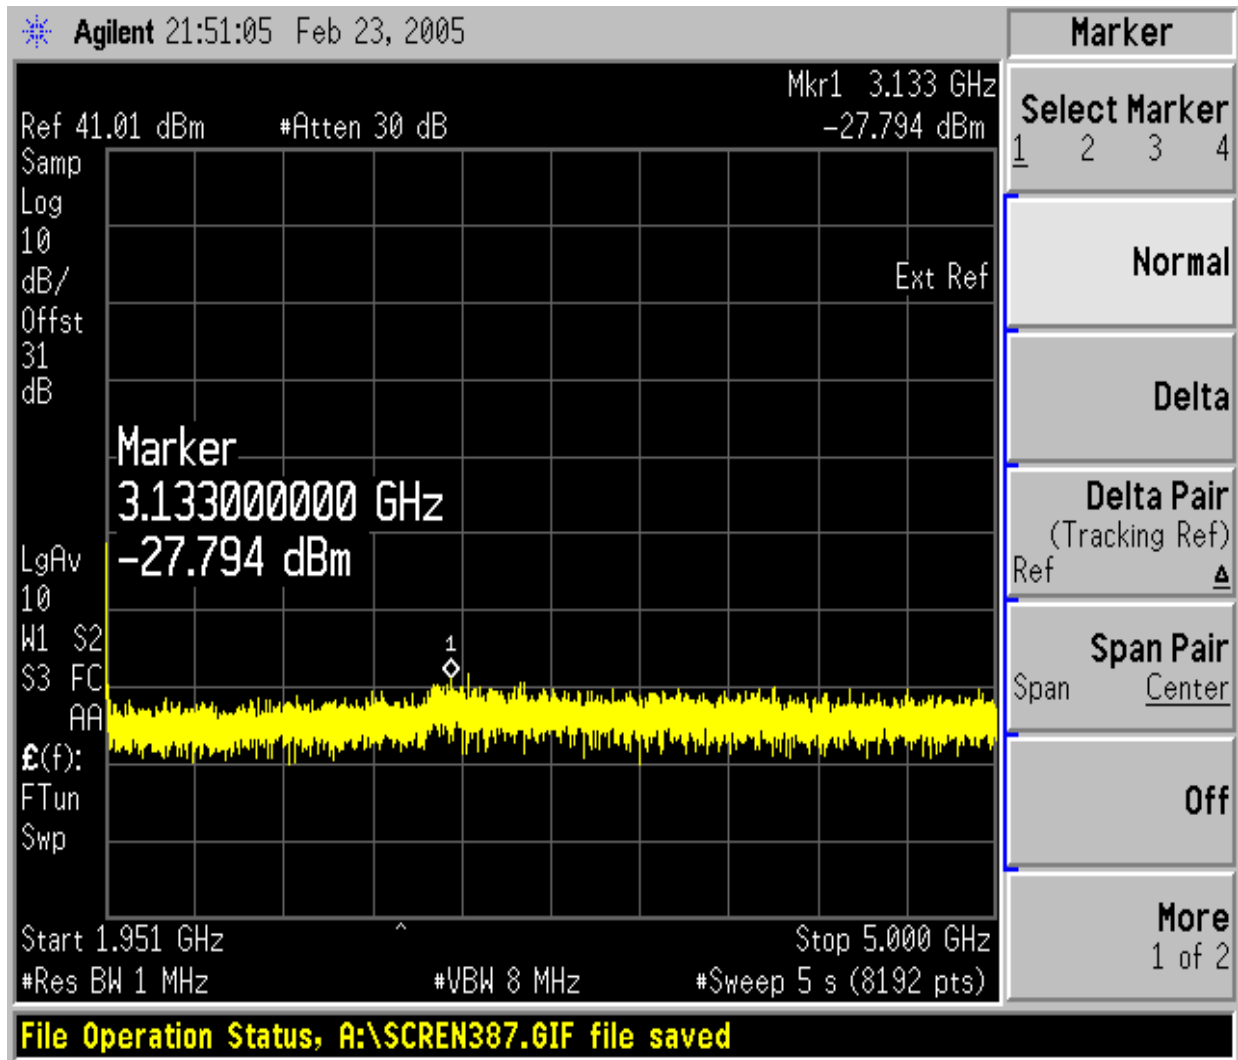 Agilent 21:51:05 Feb 23, 2005
Marker
Mkr1 3.133 GHz
Ref 41.01 dBm #Atten 30 dB -27.794 dBm
Samp
Log
10
dB/
Offst
31
dB
Ext Ref
Marker
3.133000000 GHz
-27.794 dBm
LgAv
10
W1 S2
S3 FC
AA
£(f):
FTun
Swp
1
Start 1.951 GHz ^ Stop 5.000 GHz
#Res BW 1 MHz #VBW 8 MHz #Sweep 5 s (8192 pts)
Select Marker
1 2 3 4
Normal
Delta
Delta Pair
(Tracking Ref)
Ref Δ
Span Pair
Span Center
Off
More
1 of 2
File Operation Status, A:\SCREN387.GIF file saved